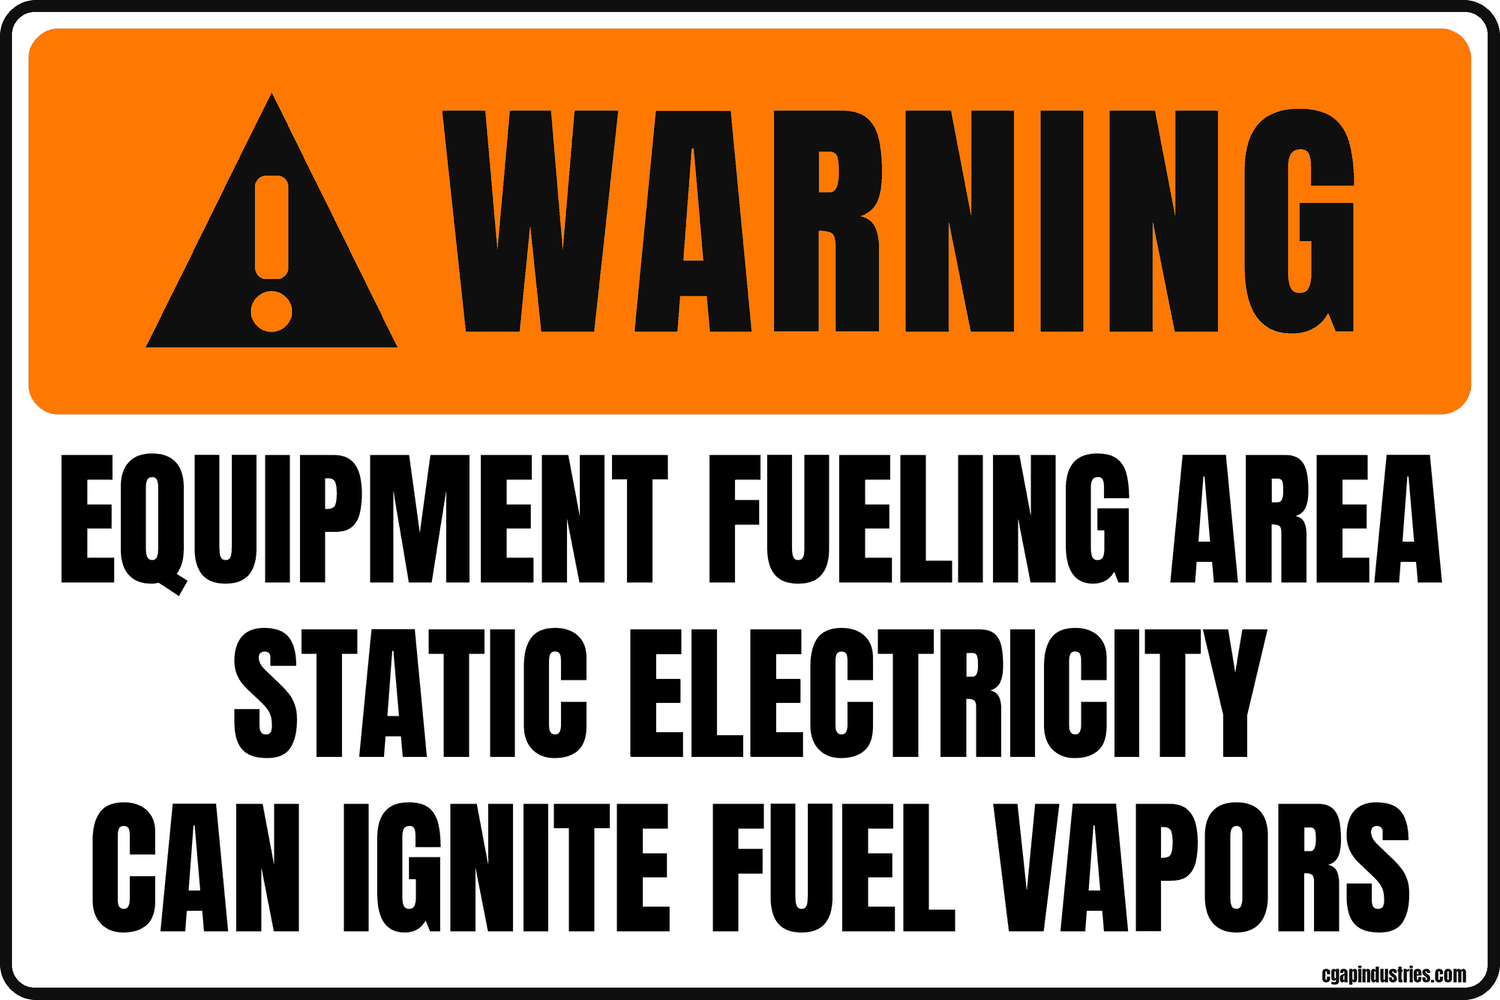 WARNING
EQUIPMENT FUELING AREA
STATIC ELECTRICITY
CAN IGNITE FUEL VAPORS
cgapindustries.com